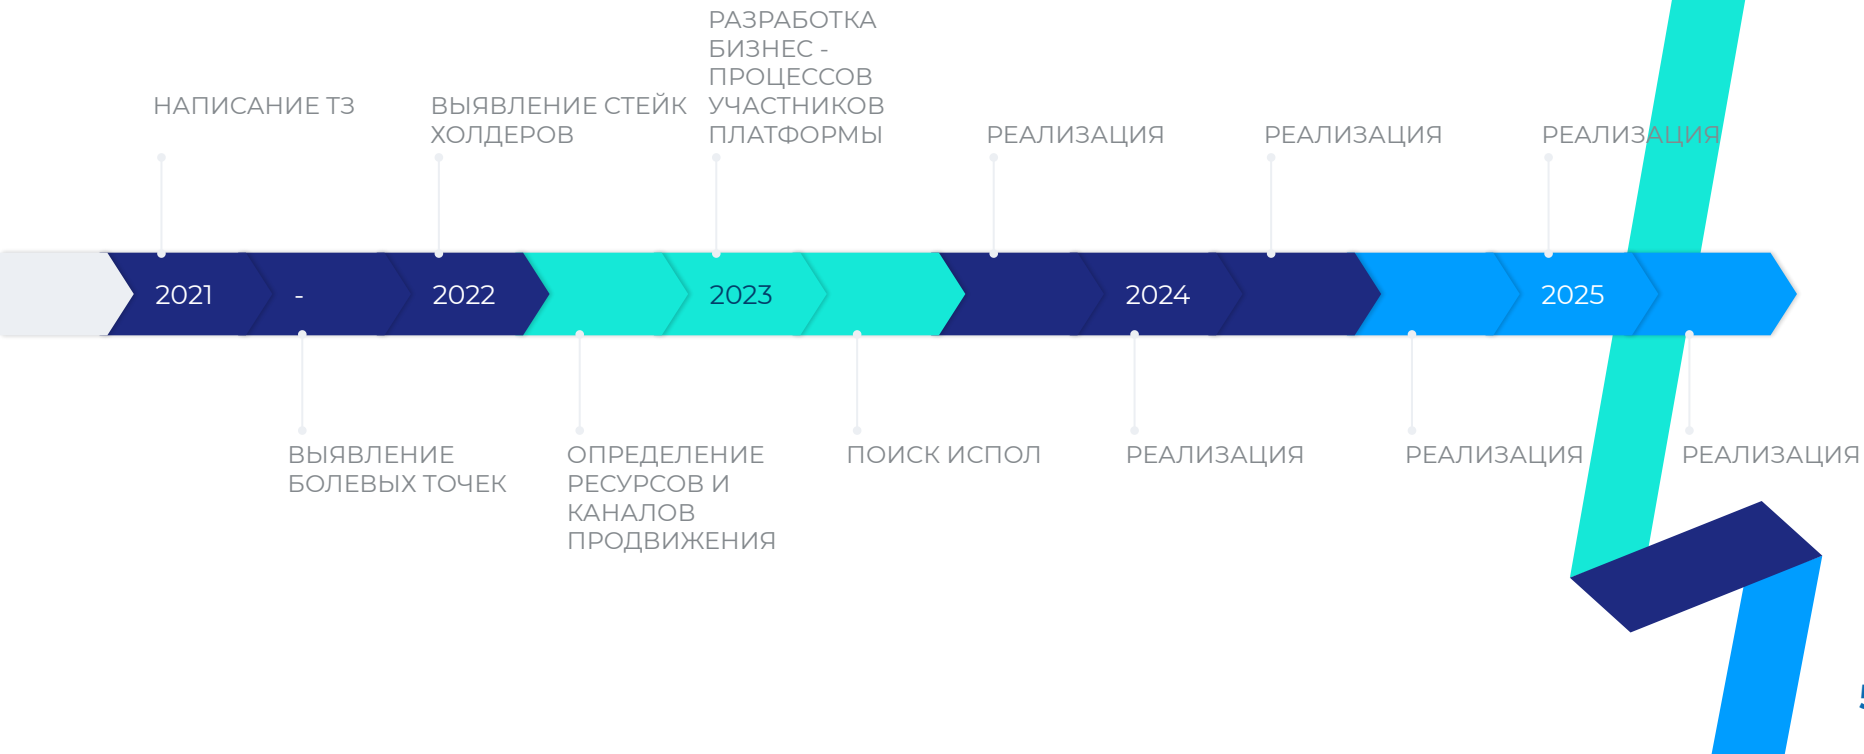 РАЗРАБОТКА
БИЗНЕС -
ПРОЦЕССОВ
УЧАСТНИКОВ
ПЛАТФОРМЫ
НАПИСАНИЕ ТЗ
ВЫЯВЛЕНИЕ СТЕЙК
ХОЛДЕРОВ
РЕАЛИЗАЦИЯ
РЕАЛИЗАЦИЯ
РЕАЛИЗАЦИЯ
2021
-
2022
2023
2024
2025
ВЫЯВЛЕНИЕ
БОЛЕВЫХ ТОЧЕК
ОПРЕДЕЛЕНИЕ
РЕСУРСОВ И
КАНАЛОВ
ПРОДВИЖЕНИЯ
ПОИСК ИСПОЛ
РЕАЛИЗАЦИЯ
РЕАЛИЗАЦИЯ
РЕАЛИЗАЦИЯ